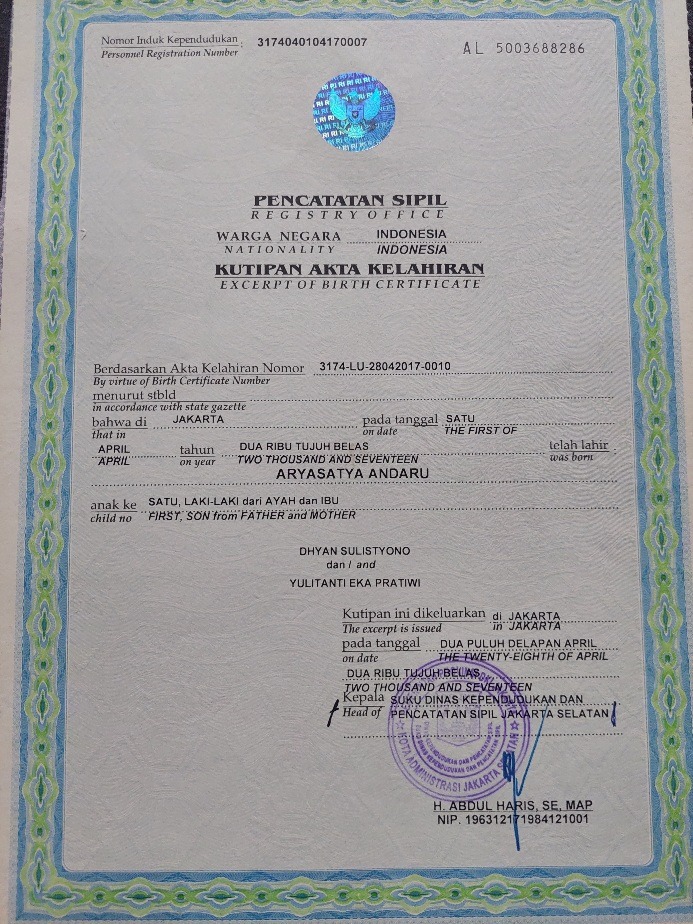 Nomor Induk Kependudukan : 3174040104170007
Personnel Registration Number
AL 5003688286
PENCATATAN SIPIL
REGISTRY OFFICE
WARGA NEGARA INDONESIA
NATIONALITY INDONESIA
KUTIPAN AKTA KELAHIRAN
EXCERPT OF BIRTH CERTIFICATE
Berdasarkan Akta Kelahiran Nomor 3174-LU-28042017-0010
By virtue of Birth Certificate Number
menurut stbld
in accordance with state gazette
bahwa di JAKARTA pada tanggal SATU
that in on date THE FIRST OF
APRIL tahun DUA RIBU TUJUH BELAS telah lahir
APRIL on year TWO THOUSAND AND SEVENTEEN was born
ARYASATYA ANDARU
anak ke SATU, LAKI-LAKI dari AYAH dan IBU
child no FIRST, SON from FATHER and MOTHER
DHYAN SULISTYONO
dan / and
YULITANTI EKA PRATIWI
Kutipan ini dikeluarkan di JAKARTA
The excerpt is issued in JAKARTA
pada tanggal DUA PULUH DELAPAN APRIL
on date THE TWENTY-EIGHTH OF APRIL
DUA RIBU TUJUH BELAS
TWO THOUSAND AND SEVENTEEN
Kepala SUKU DINAS KEPENDUDUKAN DAN
Head of PENCATATAN SIPIL JAKARTA SELATAN
KOTA ADMINISTRASI JAKARTA SELATAN
H. ABDUL HARIS, SE, MAP
NIP. 196312171984121001